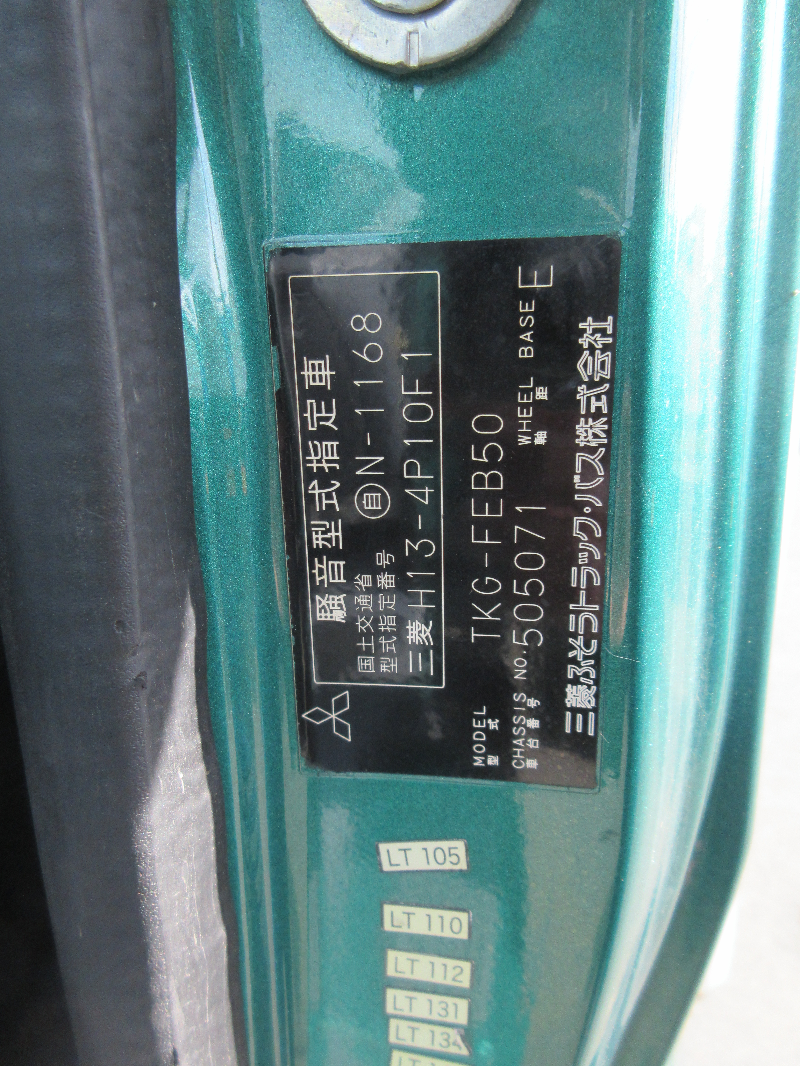 騒音型式指定車
国土交通省
型式指定番号 自N-1168
三菱 H13-4P10F1
MODEL
型式 TKG-FEB50
CHASSIS NO.
車台番号 505071 WHEEL BASE
軸距 E
三菱ふそうトラック・バス株式会社
LT 105
LT 110
LT 112
LT 131
LT 134